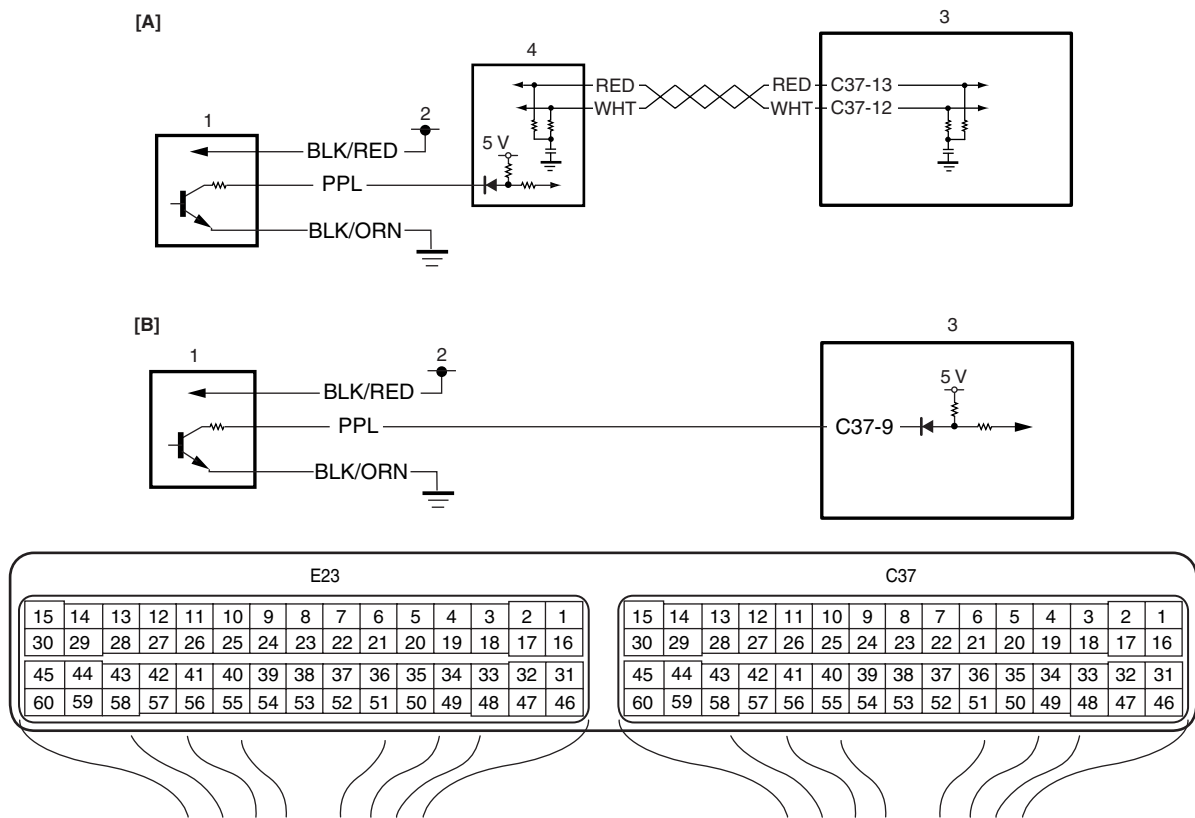 [A]
3
4
RED RED C37-13
WHT WHT C37-12
1
2
5 V
BLK/RED
PPL
BLK/ORN
[B]
3
1
2
5 V
BLK/RED
PPL C37-9
BLK/ORN
E23 C37
15 14 13 12 11 10 9 8 7 6 5 4 3 2 1 15 14 13 12 11 10 9 8 7 6 5 4 3 2 1
30 29 28 27 26 25 24 23 22 21 20 19 18 17 16 30 29 28 27 26 25 24 23 22 21 20 19 18 17 16
45 44 43 42 41 40 39 38 37 36 35 34 33 32 31 45 44 43 42 41 40 39 38 37 36 35 34 33 32 31
60 59 58 57 56 55 54 53 52 51 50 49 48 47 46 60 59 58 57 56 55 54 53 52 51 50 49 48 47 46